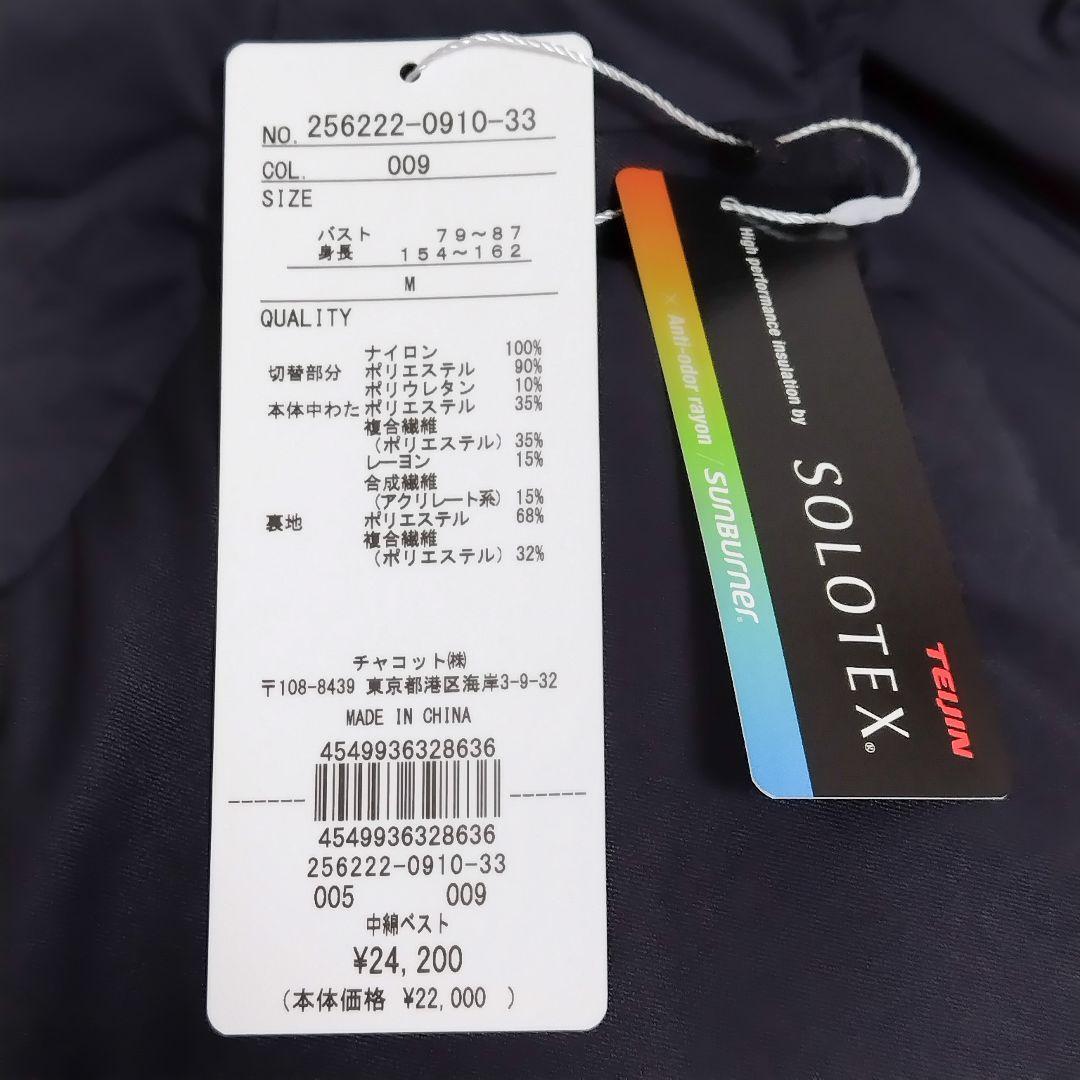 NO. 256222-0910-33
COL. 009
SIZE
バスト 79～87
身長 154～162
M
QUALITY
ナイロン 100%
切替部分 ポリエステル 90%
ポリウレタン 10%
本体中わた ポリエステル 35%
複合繊維
(ポリエステル) 35%
レーヨン 15%
合成繊維
(アクリレート系) 15%
裏地 ポリエステル 68%
複合繊維
(ポリエステル) 32%
チャコット㈱
〒108-8439 東京都港区海岸3-9-32
MADE IN CHINA
4549936328636
4549936328636
256222-0910-33
005 009
中綿ベスト
¥24,200
(本体価格 ¥22,000 )
High performance insulation by
SOLOTEX®
TEIJIN
× Anti-odor rayon / SUNBURNER®